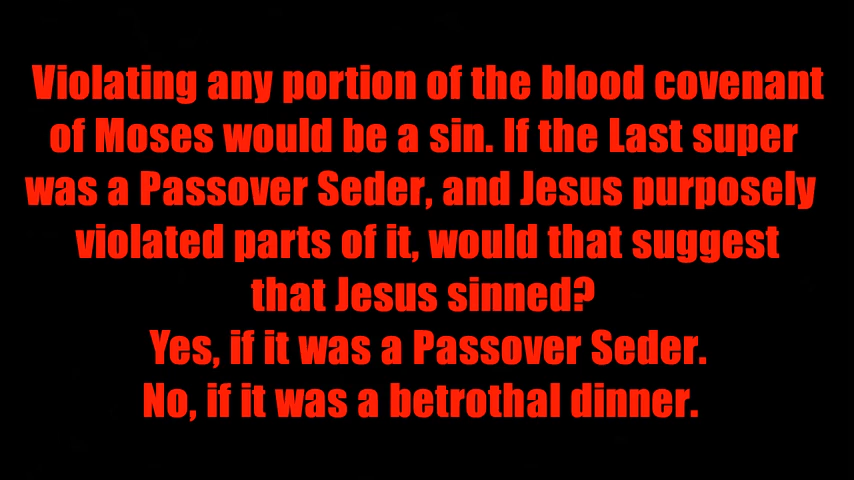 Violating any portion of the blood covenant
of Moses would be a sin. If the Last super
was a Passover Seder, and Jesus purposely
violated parts of it, would that suggest
that Jesus sinned?
Yes, if it was a Passover Seder.
No, if it was a betrothal dinner.